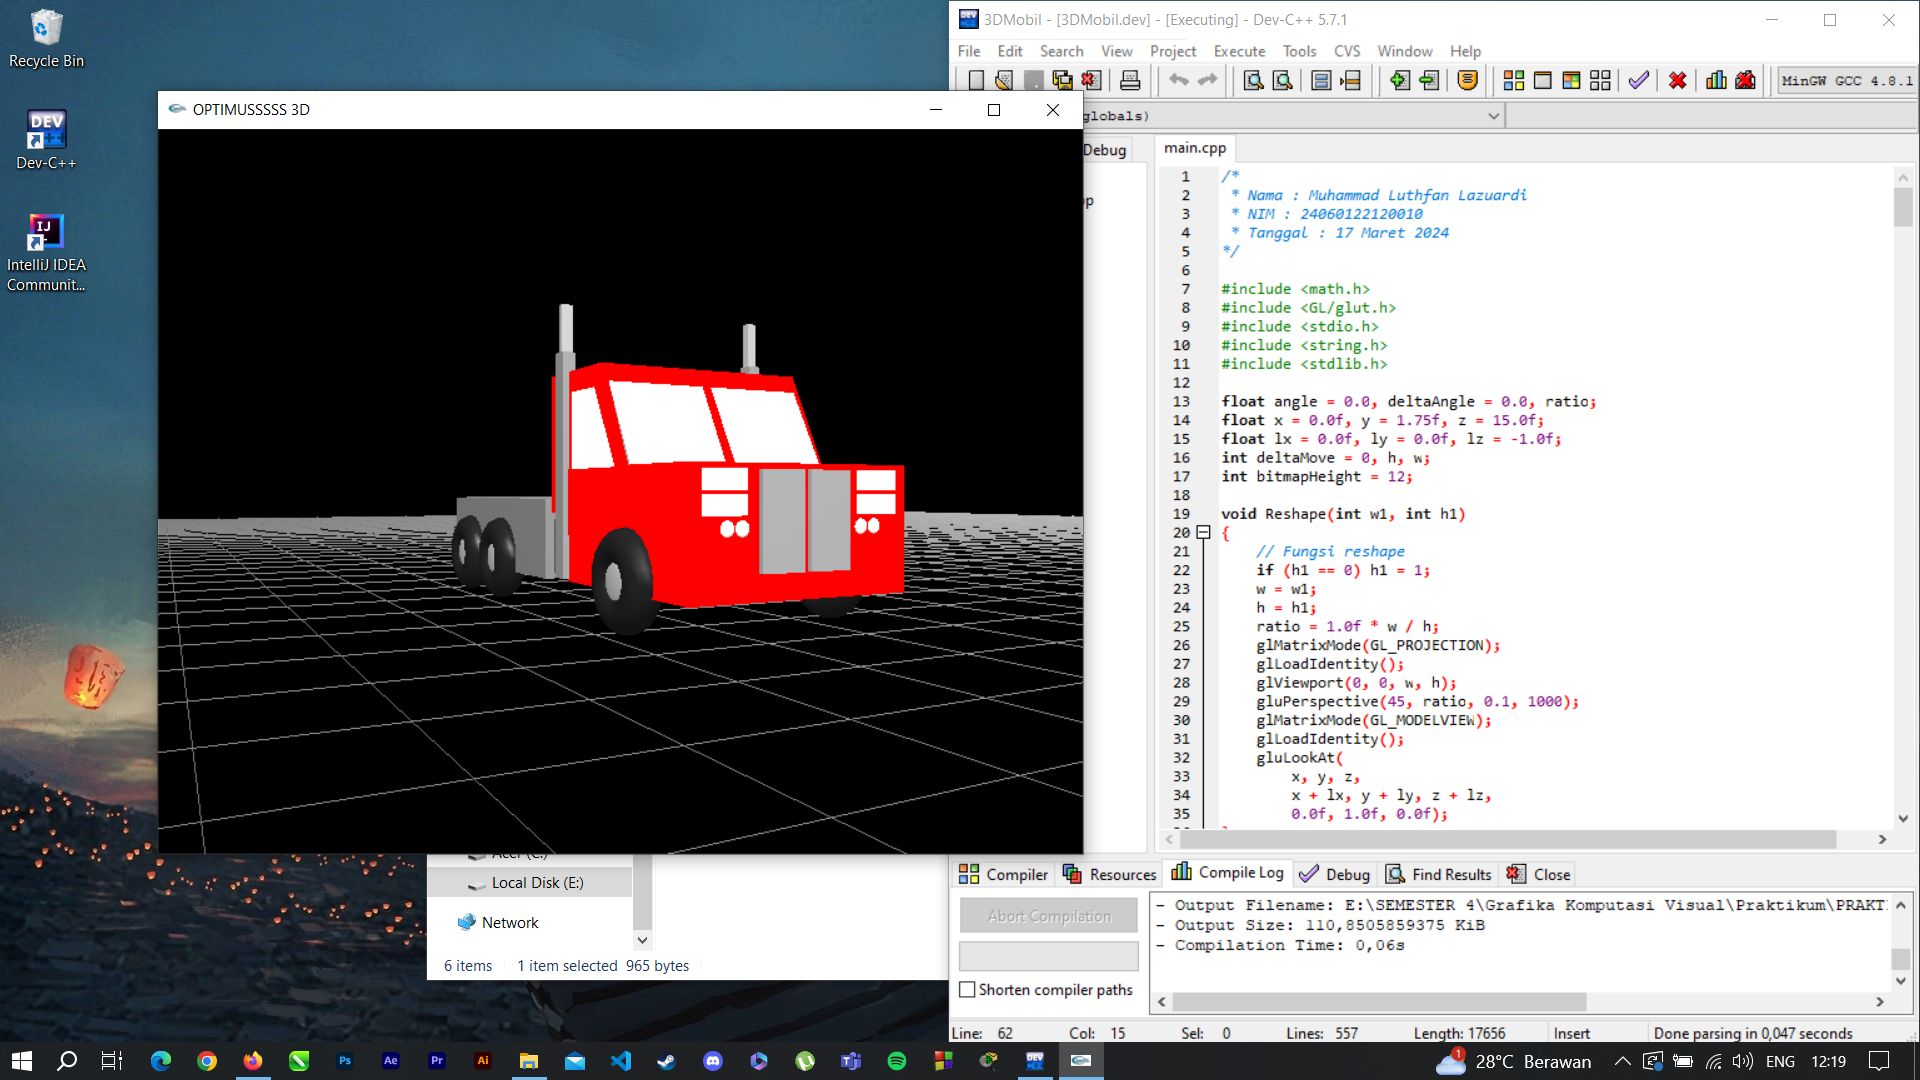 Recycle Bin
Dev-C++
IntelliJ IDEA
Communit...
OPTIMUSSSSS 3D
3DMobil - [3DMobil.dev] - [Executing] - Dev-C++ 5.7.1
File Edit Search View Project Execute Tools CVS Window Help
MinGW GCC 4.8.1
globals)
Debug
main.cpp
1 /*
2 * Nama : Muhammad Luthfan Lazuardi
3 * NIM : 24060122120010
4 * Tanggal : 17 Maret 2024
5 */
6
7 #include <math.h>
8 #include <GL/glut.h>
9 #include <stdio.h>
10 #include <string.h>
11 #include <stdlib.h>
12
13 float angle = 0.0, deltaAngle = 0.0, ratio;
14 float x = 0.0f, y = 1.75f, z = 15.0f;
15 float lx = 0.0f, ly = 0.0f, lz = -1.0f;
16 int deltaMove = 0, h, w;
17 int bitmapHeight = 12;
18
19 void Reshape(int w1, int h1)
20 {
21 // Fungsi reshape
22 if (h1 == 0) h1 = 1;
23 w = w1;
24 h = h1;
25 ratio = 1.0f * w / h;
26 glMatrixMode(GL_PROJECTION);
27 glLoadIdentity();
28 glViewport(0, 0, w, h);
29 gluPerspective(45, ratio, 0.1, 1000);
30 glMatrixMode(GL_MODELVIEW);
31 glLoadIdentity();
32 gluLookAt(
33 x, y, z,
34 x + lx, y + ly, z + lz,
35 0.0f, 1.0f, 0.0f);
Local Disk (E:)
Network
6 items 1 item selected 965 bytes
Compiler Resources Compile Log Debug Find Results Close
Abort Compilation
Shorten compiler paths
- Output Filename: E:\SEMESTER 4\Grafika Komputasi Visual\Praktikum\PRAKT
- Output Size: 110,8505859375 KiB
- Compilation Time: 0,06s
Line: 62 Col: 15 Sel: 0 Lines: 557 Length: 17656 Insert Done parsing in 0,047 seconds
28°C Berawan ENG 12:19